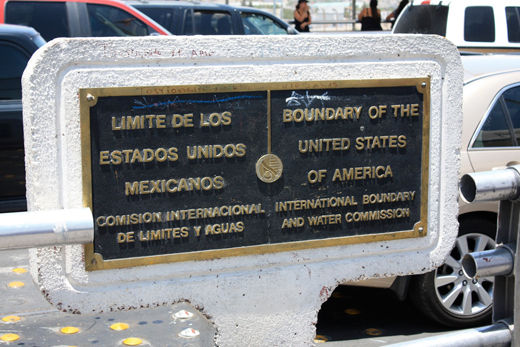 LIMITE DE LOS
ESTADOS UNIDOS
MEXICANOS
COMISION INTERNACIONAL
DE LIMITES Y AGUAS
BOUNDARY OF THE
UNITED STATES
OF AMERICA
INTERNATIONAL BOUNDARY
AND WATER COMMISSION